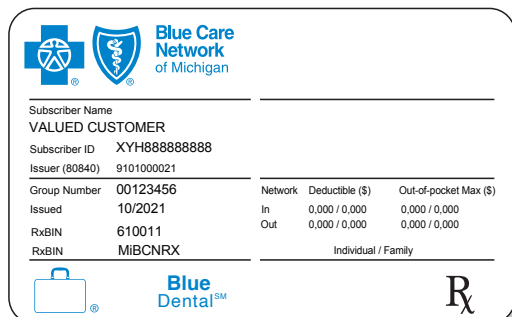 Blue Care
Network
of Michigan
®
®
Subscriber Name
VALUED CUSTOMER
Subscriber ID XYH888888888
Issuer (80840) 9101000021
Group Number 00123456
Issued 10/2021
RxBIN 610011
RxBIN MiBCNRX
Network Deductible ($) Out-of-pocket Max ($)
In 0,000 / 0,000 0,000 / 0,000
Out 0,000 / 0,000 0,000 / 0,000
Individual / Family
®
Blue
Dental℠
Rx